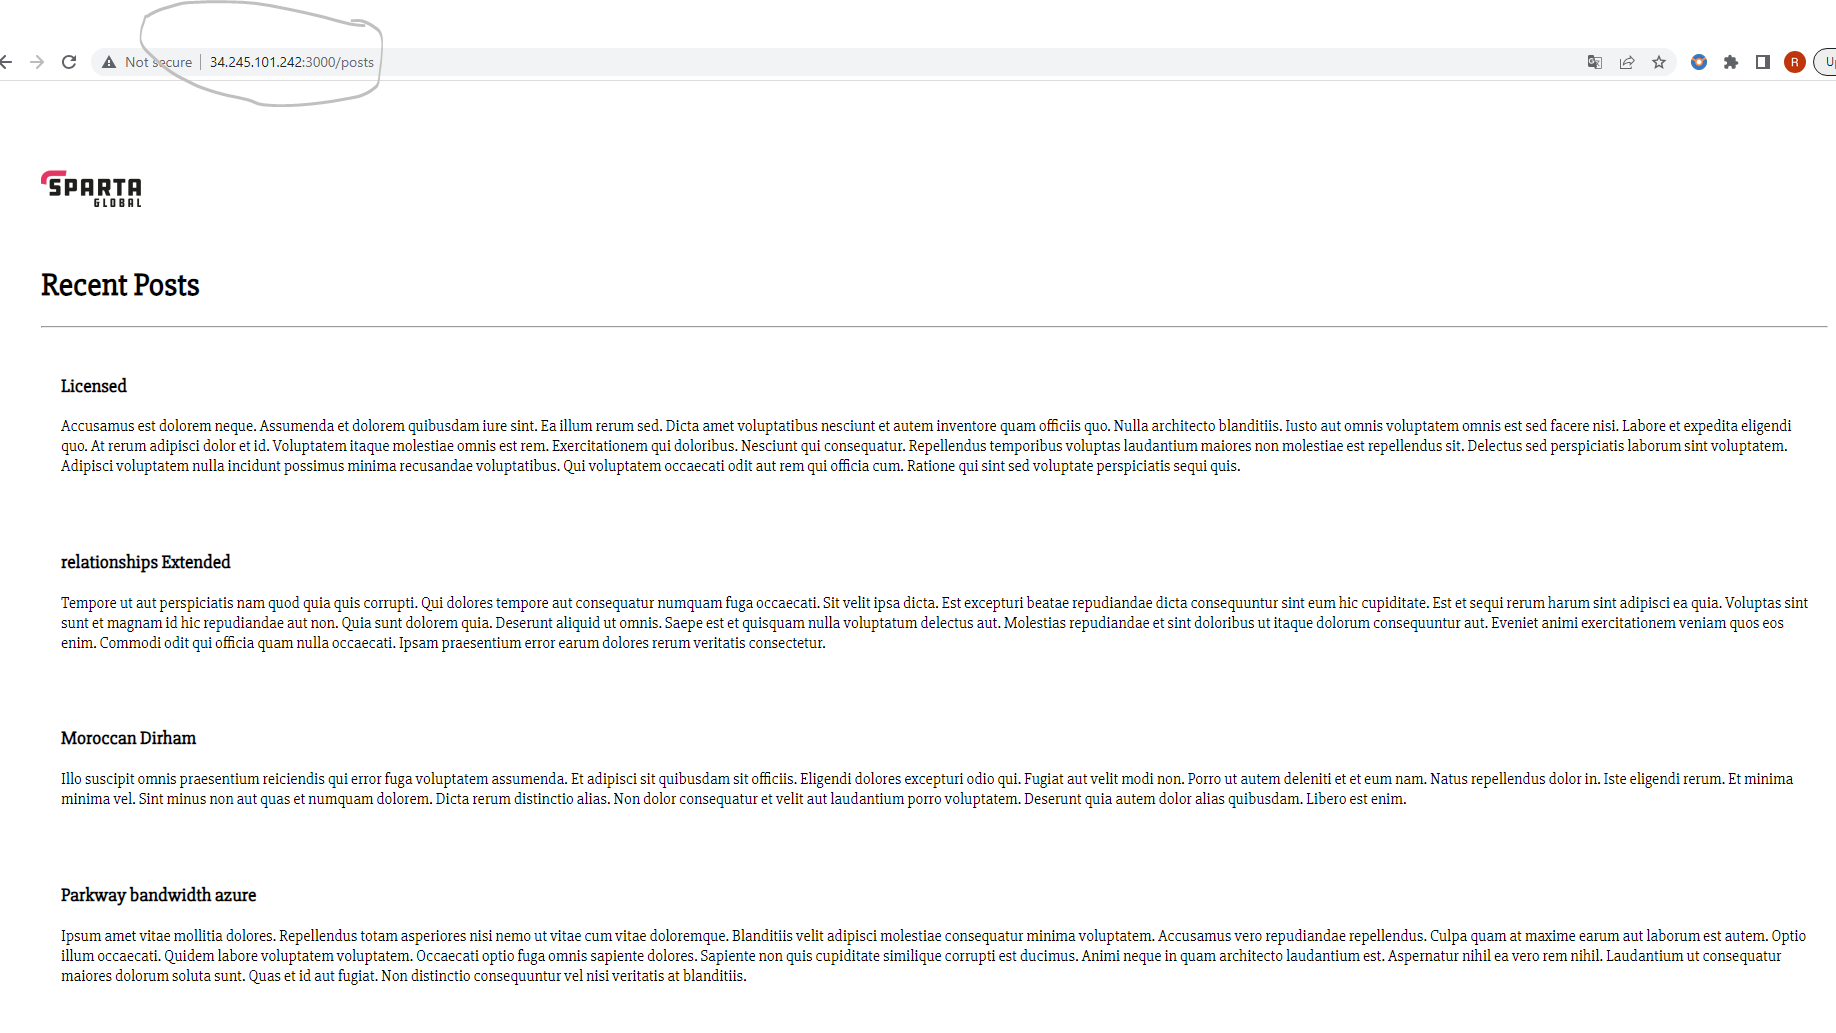 Not secure | 34.245.101.242:3000/posts
R
SPARTA
GLOBAL
Recent Posts
Licensed
Accusamus est dolorem neque. Assumenda et dolorem quibusdam iure sint. Ea illum rerum sed. Dicta amet voluptatibus nesciunt et autem inventore quam officiis quo. Nulla architecto blanditiis. Iusto aut omnis voluptatem omnis est sed facere nisi. Labore et expedita eligendi
quo. At rerum adipisci dolor et id. Voluptatem itaque molestiae omnis est rem. Exercitationem qui doloribus. Nesciunt qui consequatur. Repellendus temporibus voluptas laudantium maiores non molestiae est repellendus sit. Delectus sed perspiciatis laborum sint voluptatem.
Adipisci voluptatem nulla incidunt possimus minima recusandae voluptatibus. Qui voluptatem occaecati odit aut rem qui officia cum. Ratione qui sint sed voluptate perspiciatis sequi quis.
relationships Extended
Tempore ut aut perspiciatis nam quod quia quis corrupti. Qui dolores tempore aut consequatur numquam fuga occaecati. Sit velit ipsa dicta. Est excepturi beatae repudiandae dicta consequuntur sint eum hic cupiditate. Est et sequi rerum harum sint adipisci ea quia. Voluptas sint
sunt et magnam id hic repudiandae aut non. Quia sunt dolorem quia. Deserunt aliquid ut omnis. Saepe est et quisquam nulla voluptatum delectus aut. Molestias repudiandae et sint doloribus ut itaque dolorum consequuntur aut. Eveniet animi exercitationem veniam quos eos
enim. Commodi odit qui officia quam nulla occaecati. Ipsam praesentium error earum dolores rerum veritatis consectetur.
Moroccan Dirham
Illo suscipit omnis praesentium reiciendis qui error fuga voluptatem assumenda. Et adipisci sit quibusdam sit officiis. Eligendi dolores excepturi odio qui. Fugiat aut velit modi non. Porro ut autem deleniti et et eum nam. Natus repellendus dolor in. Iste eligendi rerum. Et minima
minima vel. Sint minus non aut quas et numquam dolorem. Dicta rerum distinctio alias. Non dolor consequatur et velit aut laudantium porro voluptatem. Deserunt quia autem dolor alias quibusdam. Libero est enim.
Parkway bandwidth azure
Ipsum amet vitae mollitia dolores. Repellendus totam asperiores nisi nemo ut vitae cum vitae doloremque. Blanditiis velit adipisci molestiae consequatur minima voluptatem. Accusamus vero repudiandae repellendus. Culpa quam at maxime earum aut laborum est autem. Optio
illum occaecati. Quidem labore voluptatem voluptatem. Occaecati optio fuga omnis sapiente dolores. Sapiente non quis cupiditate similique corrupti est ducimus. Animi neque in quam architecto laudantium est. Aspernatur nihil ea vero rem nihil. Laudantium ut consequatur
maiores dolorum soluta sunt. Quas et id aut fugiat. Non distinctio consequuntur vel nisi veritatis at blanditiis.